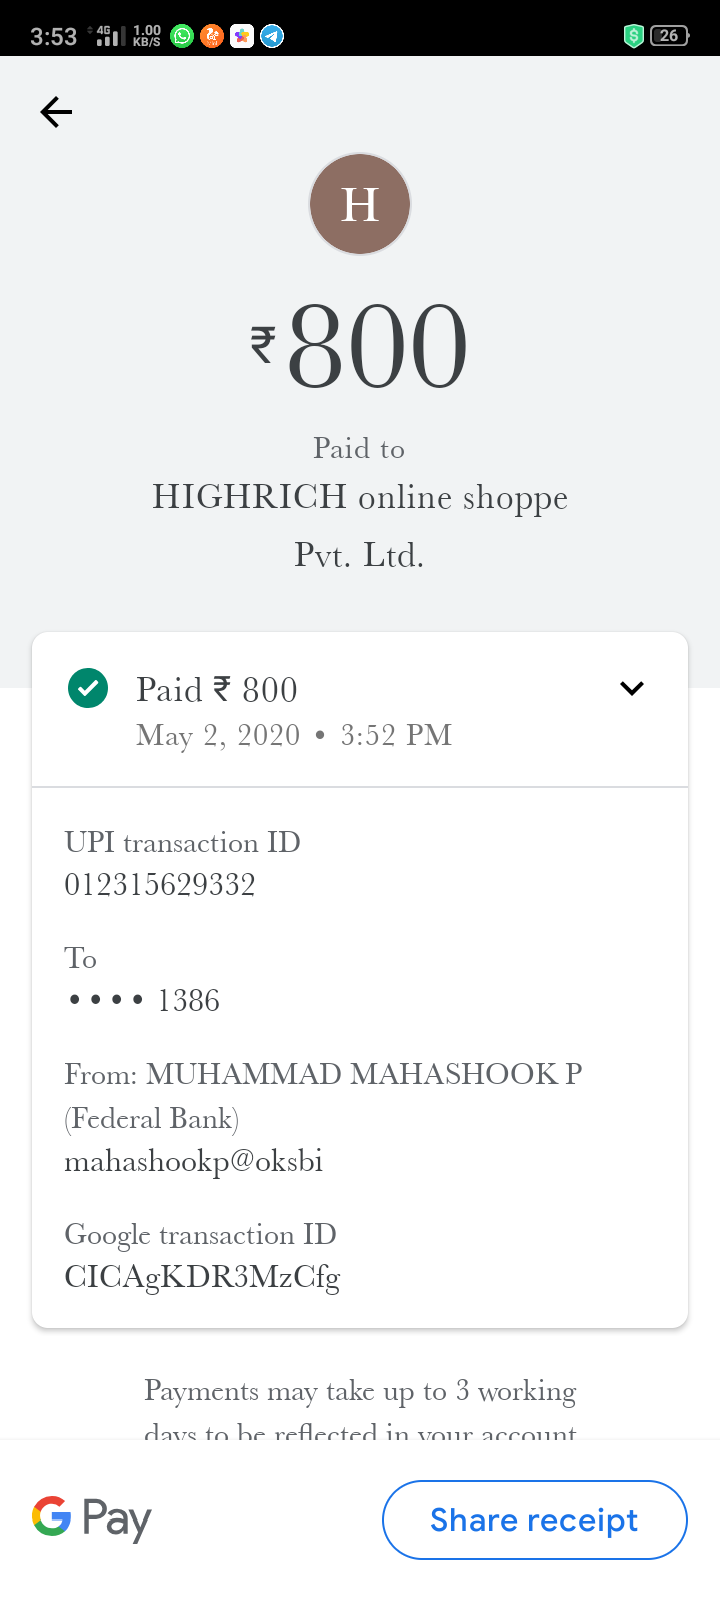 3:53 4G 1.00 KB/S 26
H
₹800
Paid to
HIGHRICH online shoppe
Pvt. Ltd.
Paid ₹ 800
May 2, 2020 • 3:52 PM
UPI transaction ID
012315629332
To
•••• 1386
From: MUHAMMAD MAHASHOOK P
(Federal Bank)
mahashookp@oksbi
Google transaction ID
CICAgKDR3MzCfg
Payments may take up to 3 working
days to be reflected in your account
G Pay
Share receipt